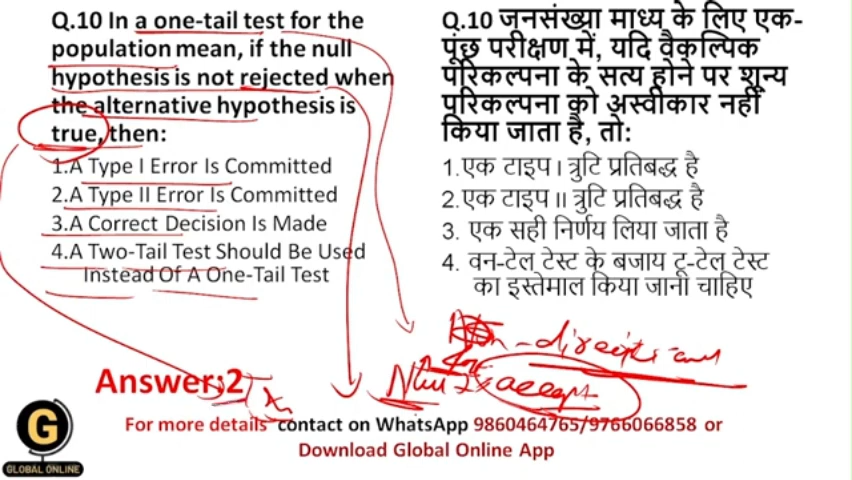 Q.10 In a one-tail test for the
population mean, if the null
hypothesis is not rejected when
the alternative hypothesis is
true, then:
1.A Type I Error Is Committed
2.A Type II Error Is Committed
3.A Correct Decision Is Made
4.A Two-Tail Test Should Be Used
Instead Of A One-Tail Test
Q.10 जनसंख्या माध्य के लिए एक-
पूंछ परीक्षण में, यदि वैकल्पिक
परिकल्पना के सत्य होने पर शून्य
परिकल्पना को अस्वीकार नहीं
किया जाता है, तो:
1.एक टाइप I त्रुटि प्रतिबद्ध है
2.एक टाइप II त्रुटि प्रतिबद्ध है
3. एक सही निर्णय लिया जाता है
4. वन-टेल टेस्ट के बजाय टू-टेल टेस्ट
का इस्तेमाल किया जाना चाहिए
Answer:2
accept
For more details contact on WhatsApp 9860464765/9766066858 or
Download Global Online App
G
GLOBAL ONLINE